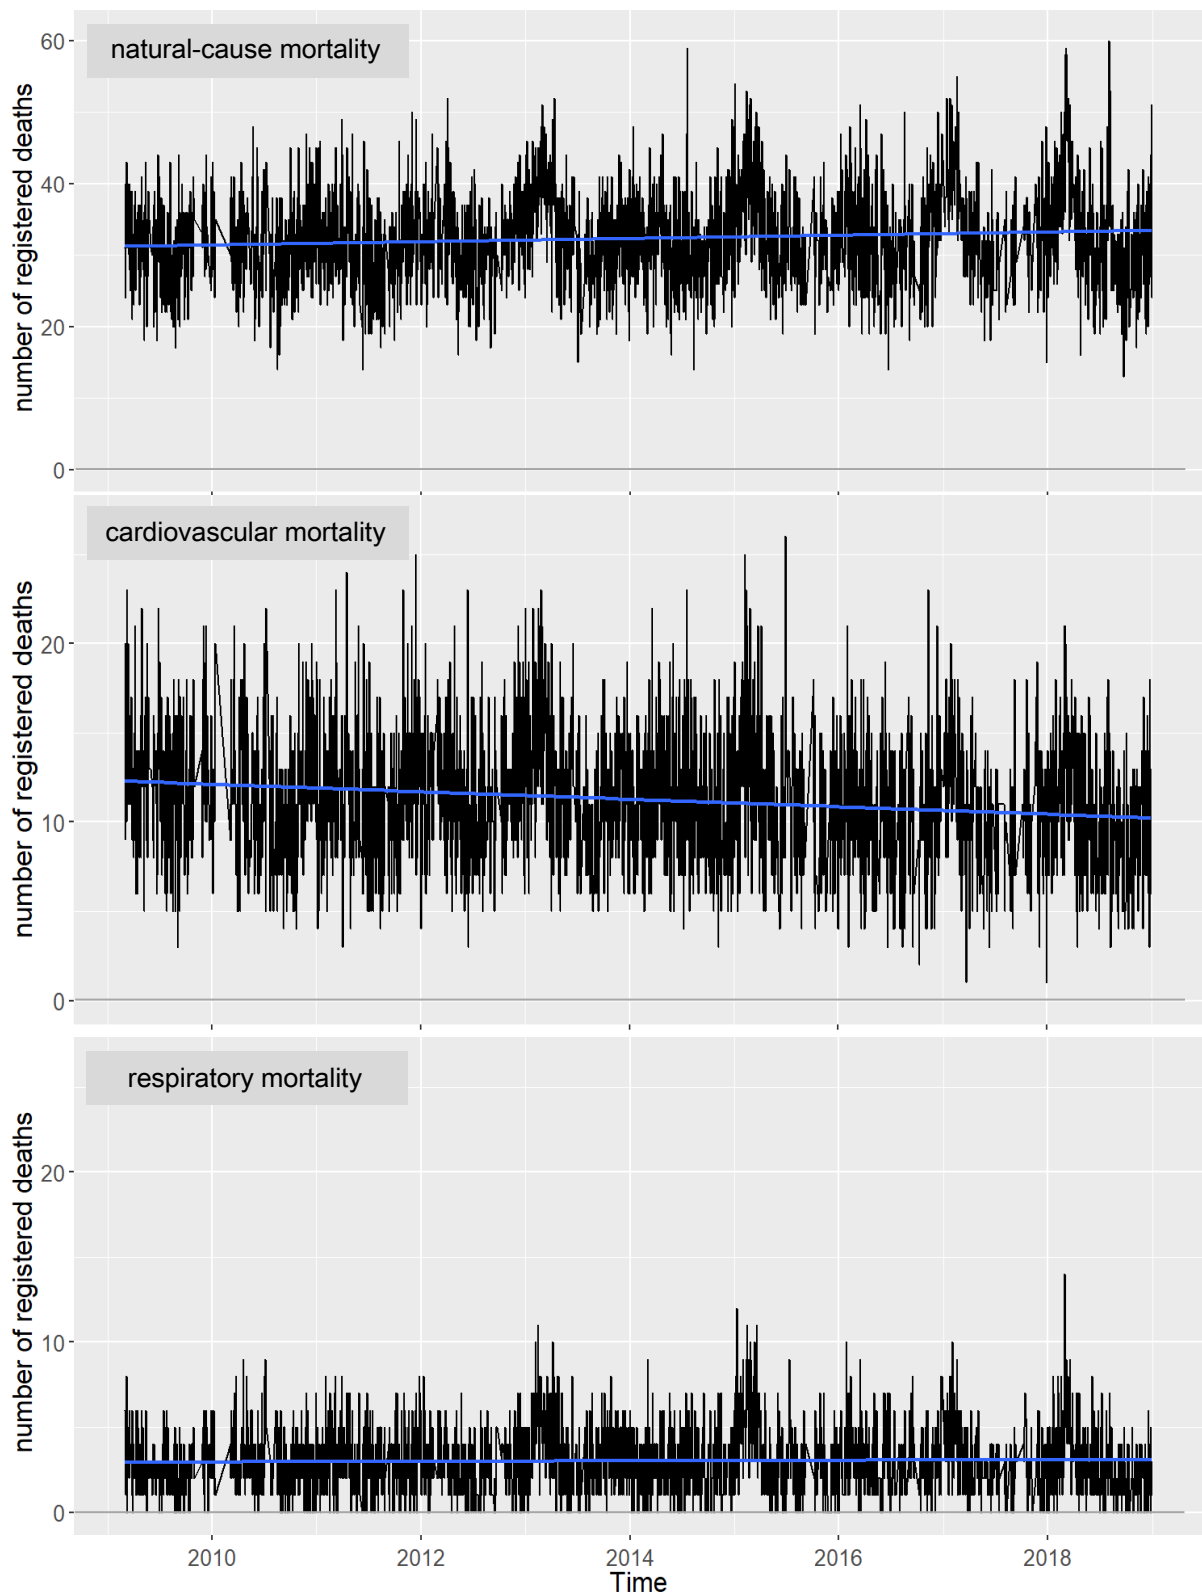 natural-cause mortality
number of registered deaths
60
40
20
0
cardiovascular mortality
number of registered deaths
20
10
0
respiratory mortality
number of registered deaths
20
10
0
2010 2012 2014 2016 2018
Time